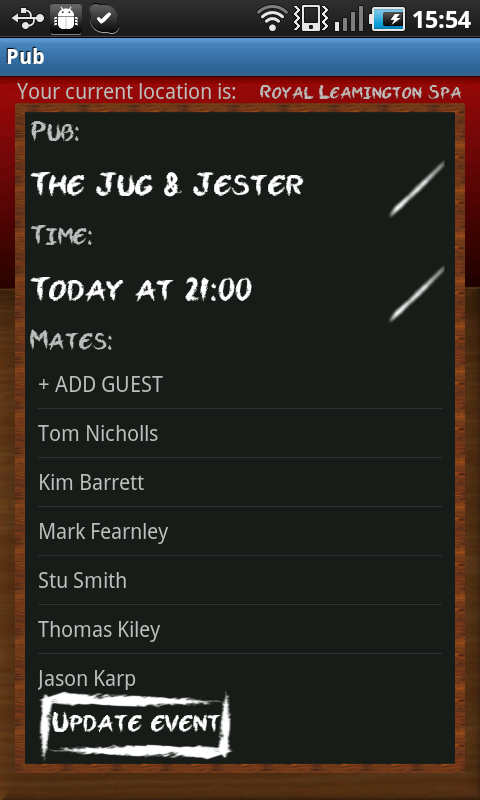 15:54
Pub
Your current location is: Royal Leamington Spa
Pub:
The Jug & Jester
Time:
Today at 21:00
Mates:
+ ADD GUEST
Tom Nicholls
Kim Barrett
Mark Fearnley
Stu Smith
Thomas Kiley
Jason Karp
Update event